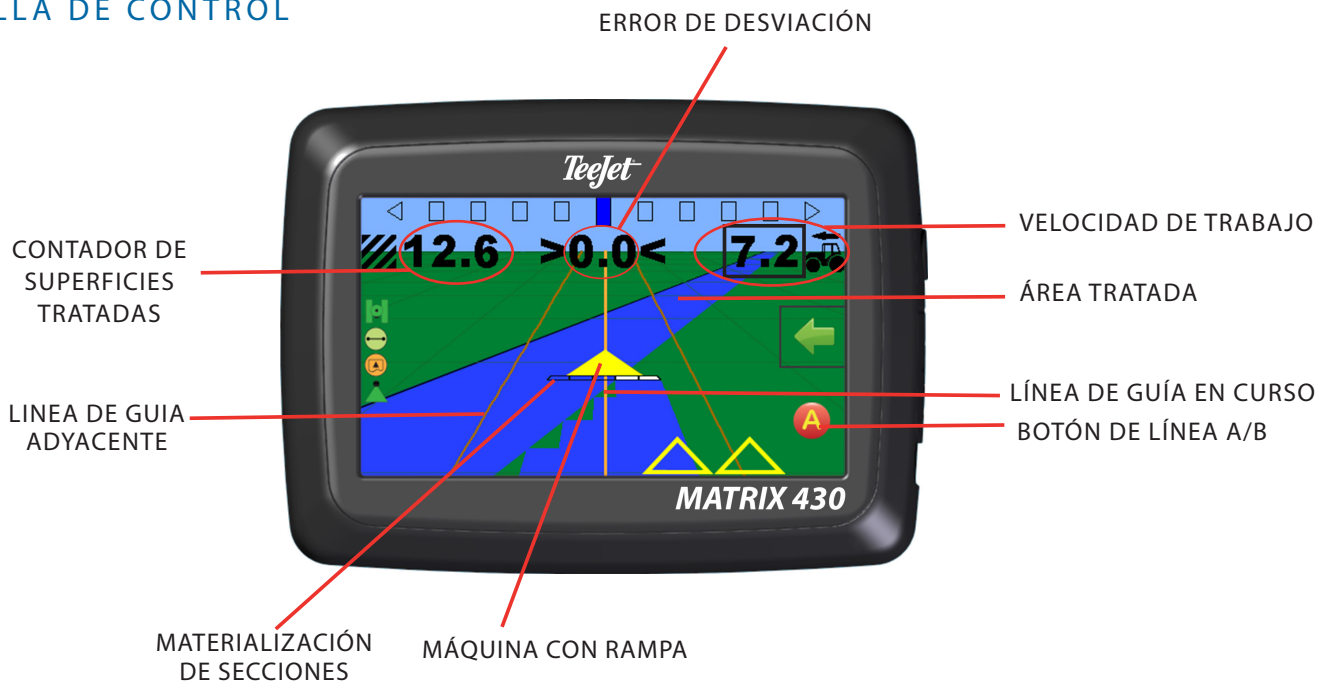 LLA DE CONTROL
ERROR DE DESVIACIÓN
TeeJet
12.6 >0.0< 7.2
A
MATRIX 430
CONTADOR DE
SUPERFICIES
TRATADAS
LINEA DE GUIA
ADYACENTE
VELOCIDAD DE TRABAJO
ÁREA TRATADA
LÍNEA DE GUÍA EN CURSO
BOTÓN DE LÍNEA A/B
MATERIALIZACIÓN
DE SECCIONES
MÁQUINA CON RAMPA